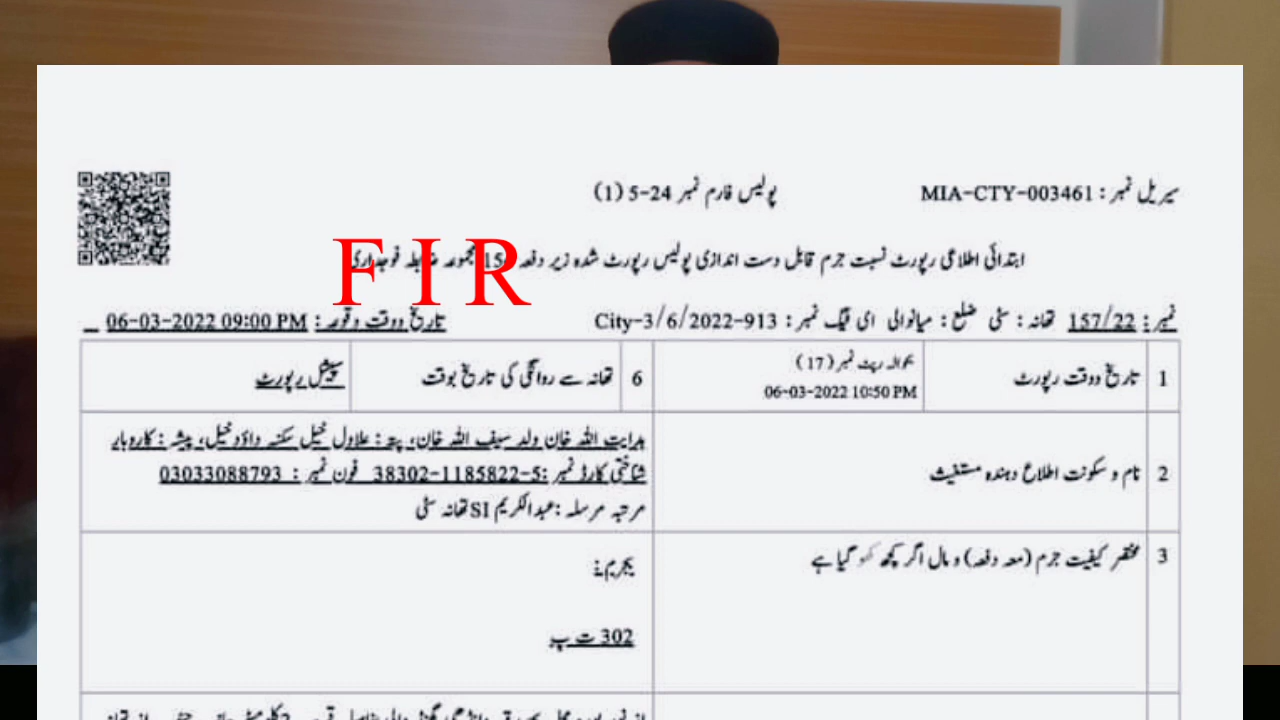 سیریل نمبر : MIA-CTY-003461
پولیس فارم نمبر 24-5 (1)
ابتدائی اطلاعی رپورٹ نسبت جرم قابل دست اندازی پولیس رپورٹ شدہ زیر دفعہ 15 مجموعہ ضابطہ فوجداری
FIR
نمبر : 157/22 تھانہ : سٹی ضلع : میانوالی ای ٹیگ نمبر : City-3/6/2022-913
تاریخ و وقت وقوعہ : 06-03-2022 09:00 PM
1 تاریخ و وقت رپورٹ
بحوالہ رپٹ نمبر (17)
06-03-2022 10:50 PM
6 تھانہ سے روانگی کی تاریخ بوقت
سپیشل رپورٹ
2 نام و سکونت اطلاع دہندہ مستغیث
ہدایت اللہ خان ولد سیف اللہ خان، پتہ : علاول خیل سکنہ داؤدخیل، پیشہ : کاروبار
شناختی کارڈ نمبر :5-1185822-38302 فون نمبر : 03033088793
مرتبہ مرسلہ :عبدالکریم SI تھانہ سٹی
3 مختصر کیفیت جرم (معہ دفعہ) و مال اگر کچھ کھو گیا ہے
بجرم:
302 ت پ